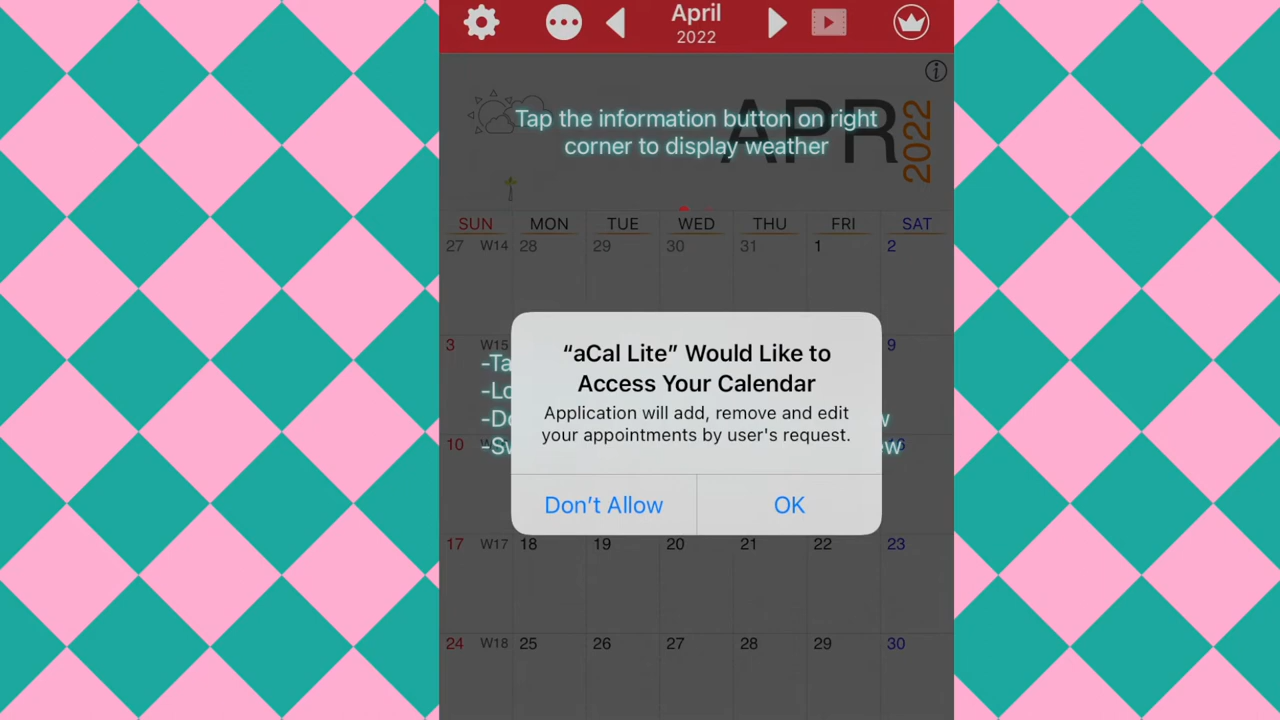 April
2022
APR
2022
Tap the information button on right
corner to display weather
SUN MON TUE WED THU FRI SAT
27 W14 28 29 30 31 1 2
3 W15 9
“aCal Lite” Would Like to
Access Your Calendar
Application will add, remove and edit
your appointments by user's request.
10
Don’t Allow OK
17 W17 18 19 20 21 22 23
24 W18 25 26 27 28 29 30